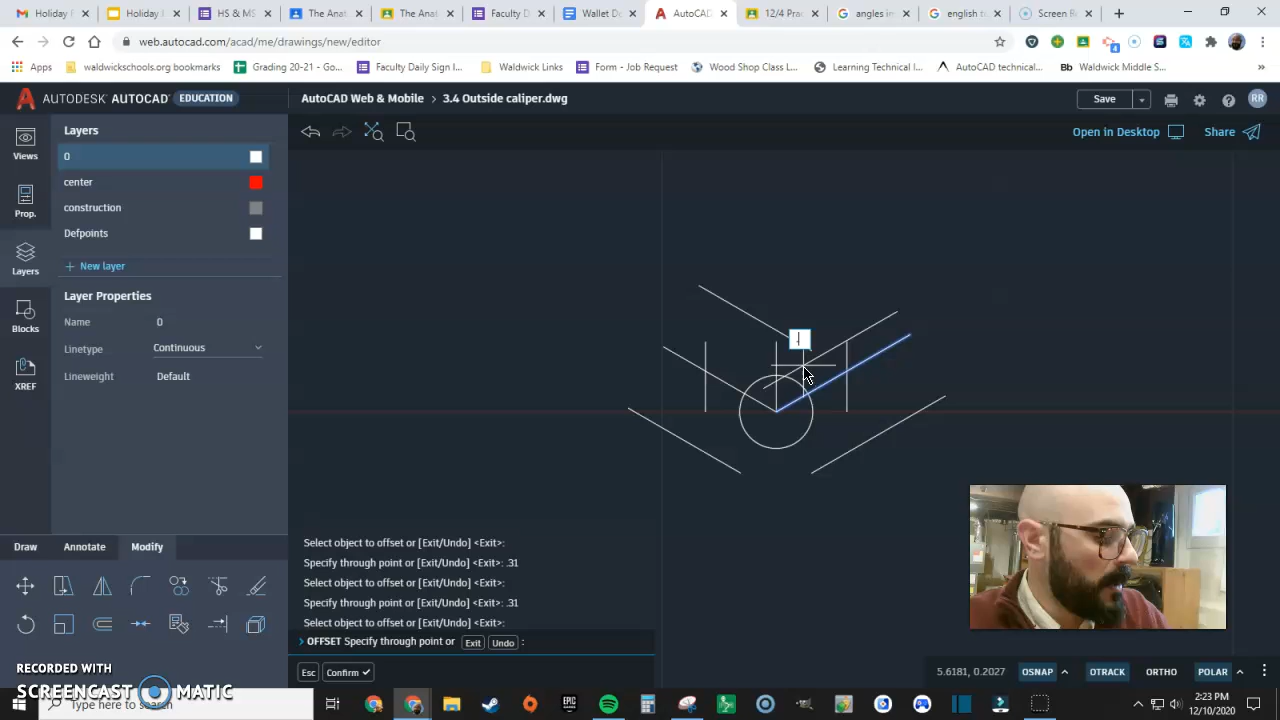 Holiday F
Holiday I
HS & MS
The Anat
The Anat
Faculty D
Wallet Do
AutoCAD
12/4 Prac
angles in
english to
Screen Re
web.autocad.com/acad/me/drawings/new/editor
Apps
waldwickschools.org bookmarks
Grading 20-21 - Go...
Faculty Daily Sign I...
Waldwick Links
Form - Job Request
Wood Shop Class L...
Learning Technical I...
AutoCAD technical...
Bb Waldwick Middle S...
»
AUTODESK® AUTOCAD® EDUCATION
AutoCAD Web & Mobile > 3.4 Outside caliper.dwg
Save
RR
Layers
Open in Desktop
Share
Views
0
center
Prop.
construction
Defpoints
Layers
+ New layer
Layer Properties
Name 0
Blocks
Linetype Continuous
Lineweight Default
XREF
.
Draw Annotate Modify
Select object to offset or [Exit/Undo] <Exit>:
Specify through point or [Exit/Undo] <Exit>: .31
Select object to offset or [Exit/Undo] <Exit>:
Specify through point or [Exit/Undo] <Exit>: .31
Select object to offset or [Exit/Undo] <Exit>:
> OFFSET Specify through point or Exit Undo :
Esc Confirm
5.6181, 0.2027 OSNAP OTRACK ORTHO POLAR
RECORDED WITH
SCREENCAST MATIC
Type here to search
EPIC GAMES
2:23 PM
12/10/2020